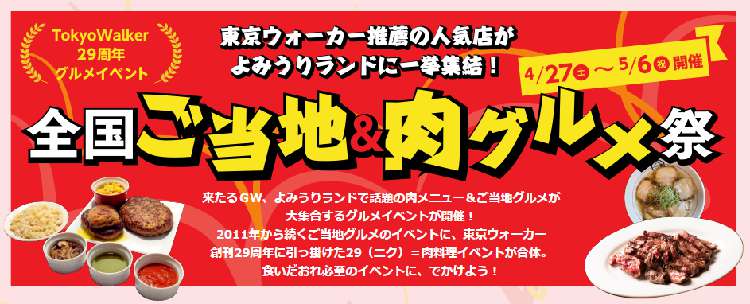 TokyoWalker
29周年
グルメイベント
東京ウォーカー推薦の人気店が
よみうりランドに一挙集結！
4/27土～5/6祝開催
全国ご当地&肉グルメ祭
来たるＧＷ、よみうりランドで話題の肉メニュー＆ご当地グルメが
大集合するグルメイベントが開催！
2011年から続くご当地グルメのイベントに、東京ウォーカー
創刊29周年に引っ掛けた29（ニク）＝肉料理イベントが合体。
食いだおれ必至のイベントに、でかけよう！